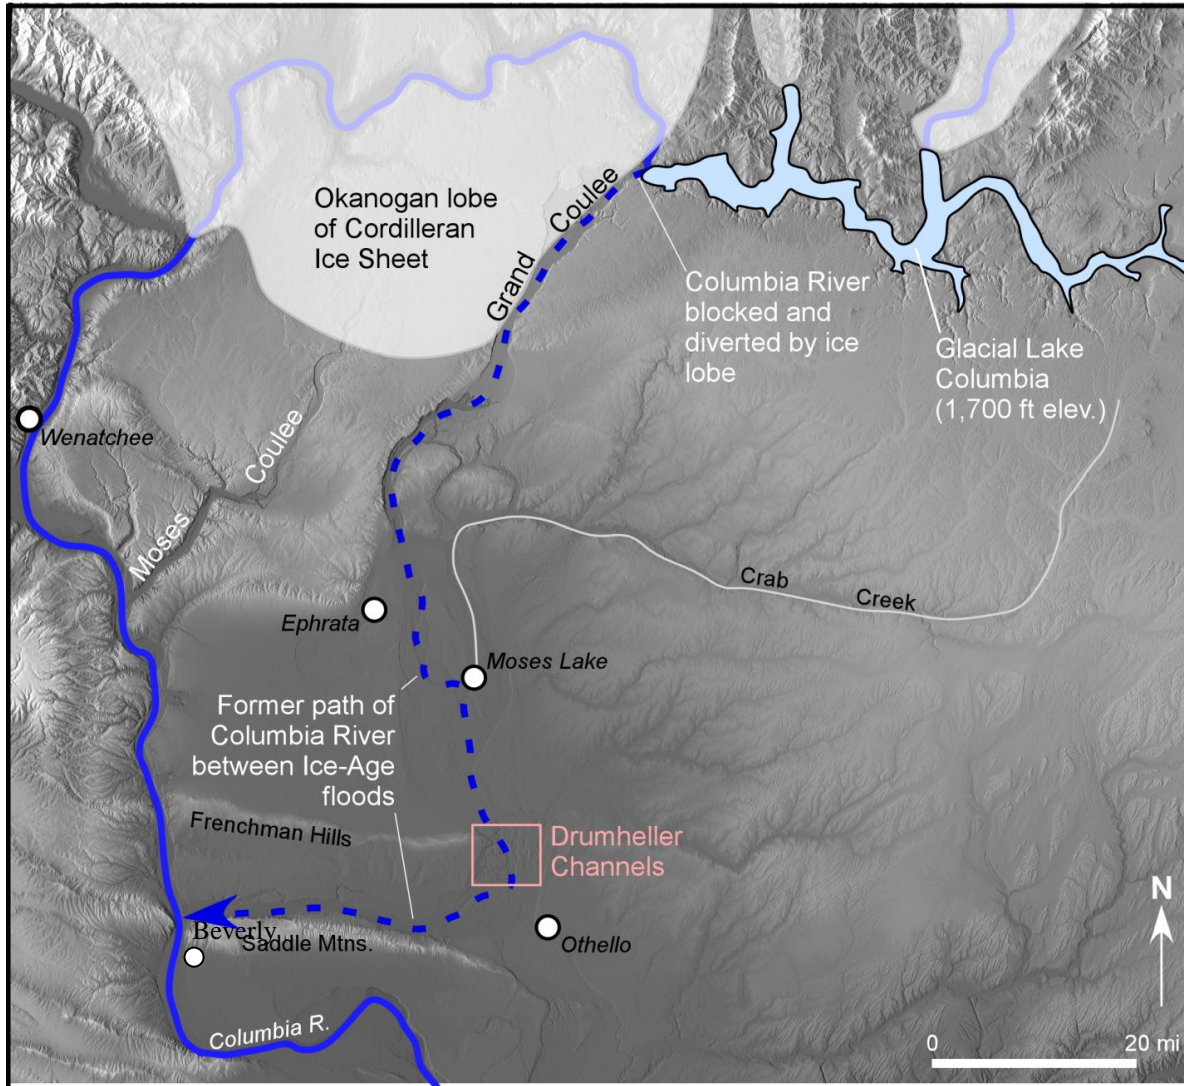 Okanogan lobe
of Cordilleran
Ice Sheet
Grand Coulee
Columbia River
blocked and
diverted by ice
lobe
Glacial Lake
Columbia
(1,700 ft elev.)
Wenatchee
Moses Coulee
Crab Creek
Ephrata
Moses Lake
Former path of
Columbia River
between Ice-Age
floods
Frenchman Hills
Drumheller
Channels
Beverly
Saddle Mtns.
Othello
Columbia R.
N
0 20 mi